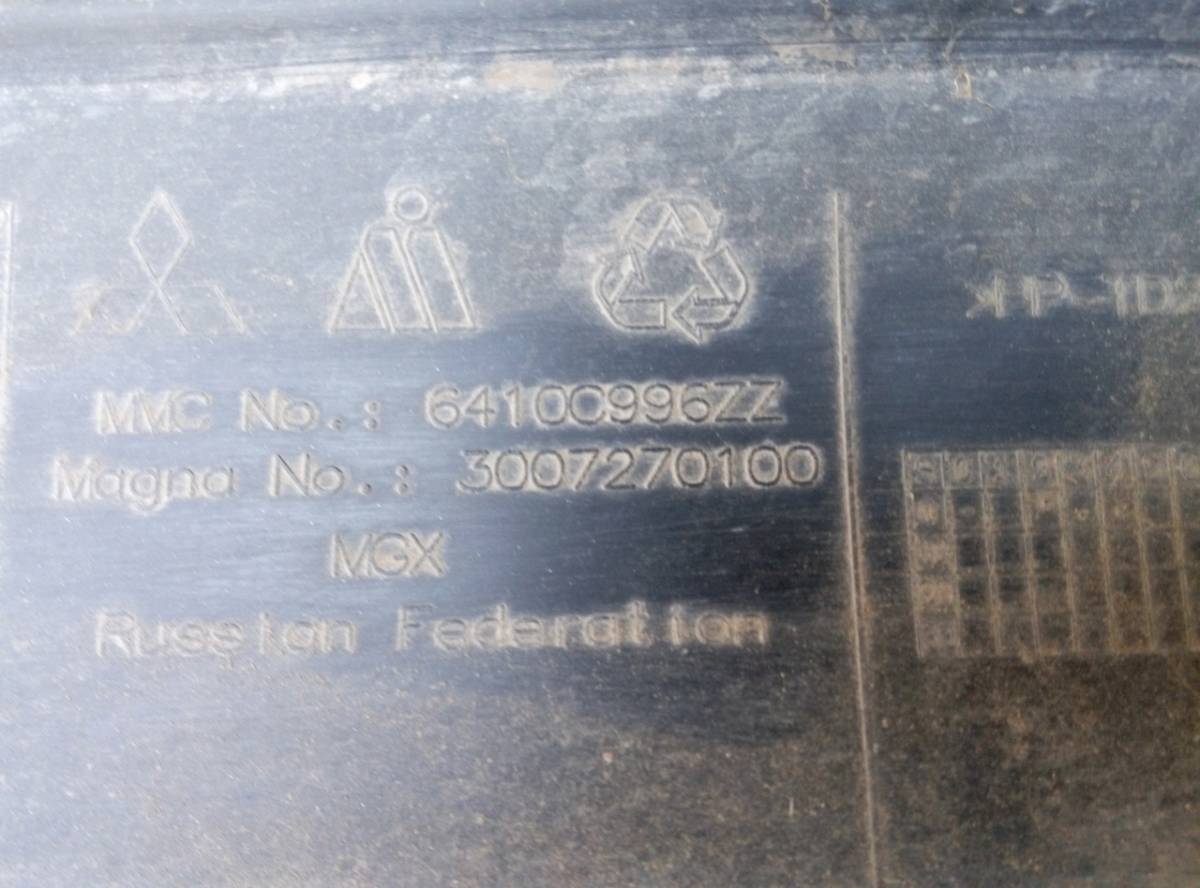 MMC No.: 6410C996ZZ
Magna No.: 3007270100
MGX
Russian Federation